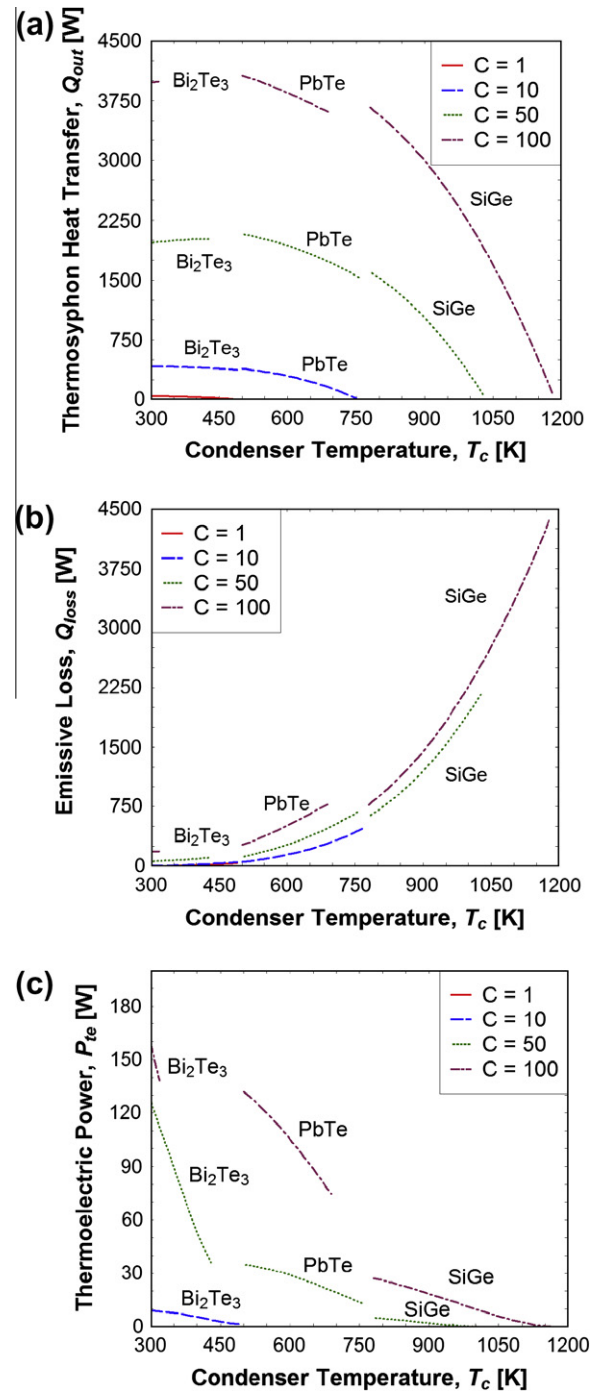 (a)
Thermosyphon Heat Transfer, Qout [W]
4500
3750
3000
2250
1500
750
0
C = 1
C = 10
C = 50
C = 100
Bi2Te3
PbTe
SiGe
Bi2Te3
PbTe
SiGe
Bi2Te3
PbTe
300 450 600 750 900 1050 1200
Condenser Temperature, Tc [K]
(b)
Emissive Loss, Qloss [W]
4500
3750
3000
2250
1500
750
0
C = 1
C = 10
C = 50
C = 100
SiGe
SiGe
PbTe
Bi2Te3
300 450 600 750 900 1050 1200
Condenser Temperature, Tc [K]
(c)
Thermoelectric Power, Pte [W]
180
150
120
90
60
30
0
C = 1
C = 10
C = 50
C = 100
Bi2Te3
PbTe
Bi2Te3
PbTe
SiGe
SiGe
Bi2Te3
300 450 600 750 900 1050 1200
Condenser Temperature, Tc [K]